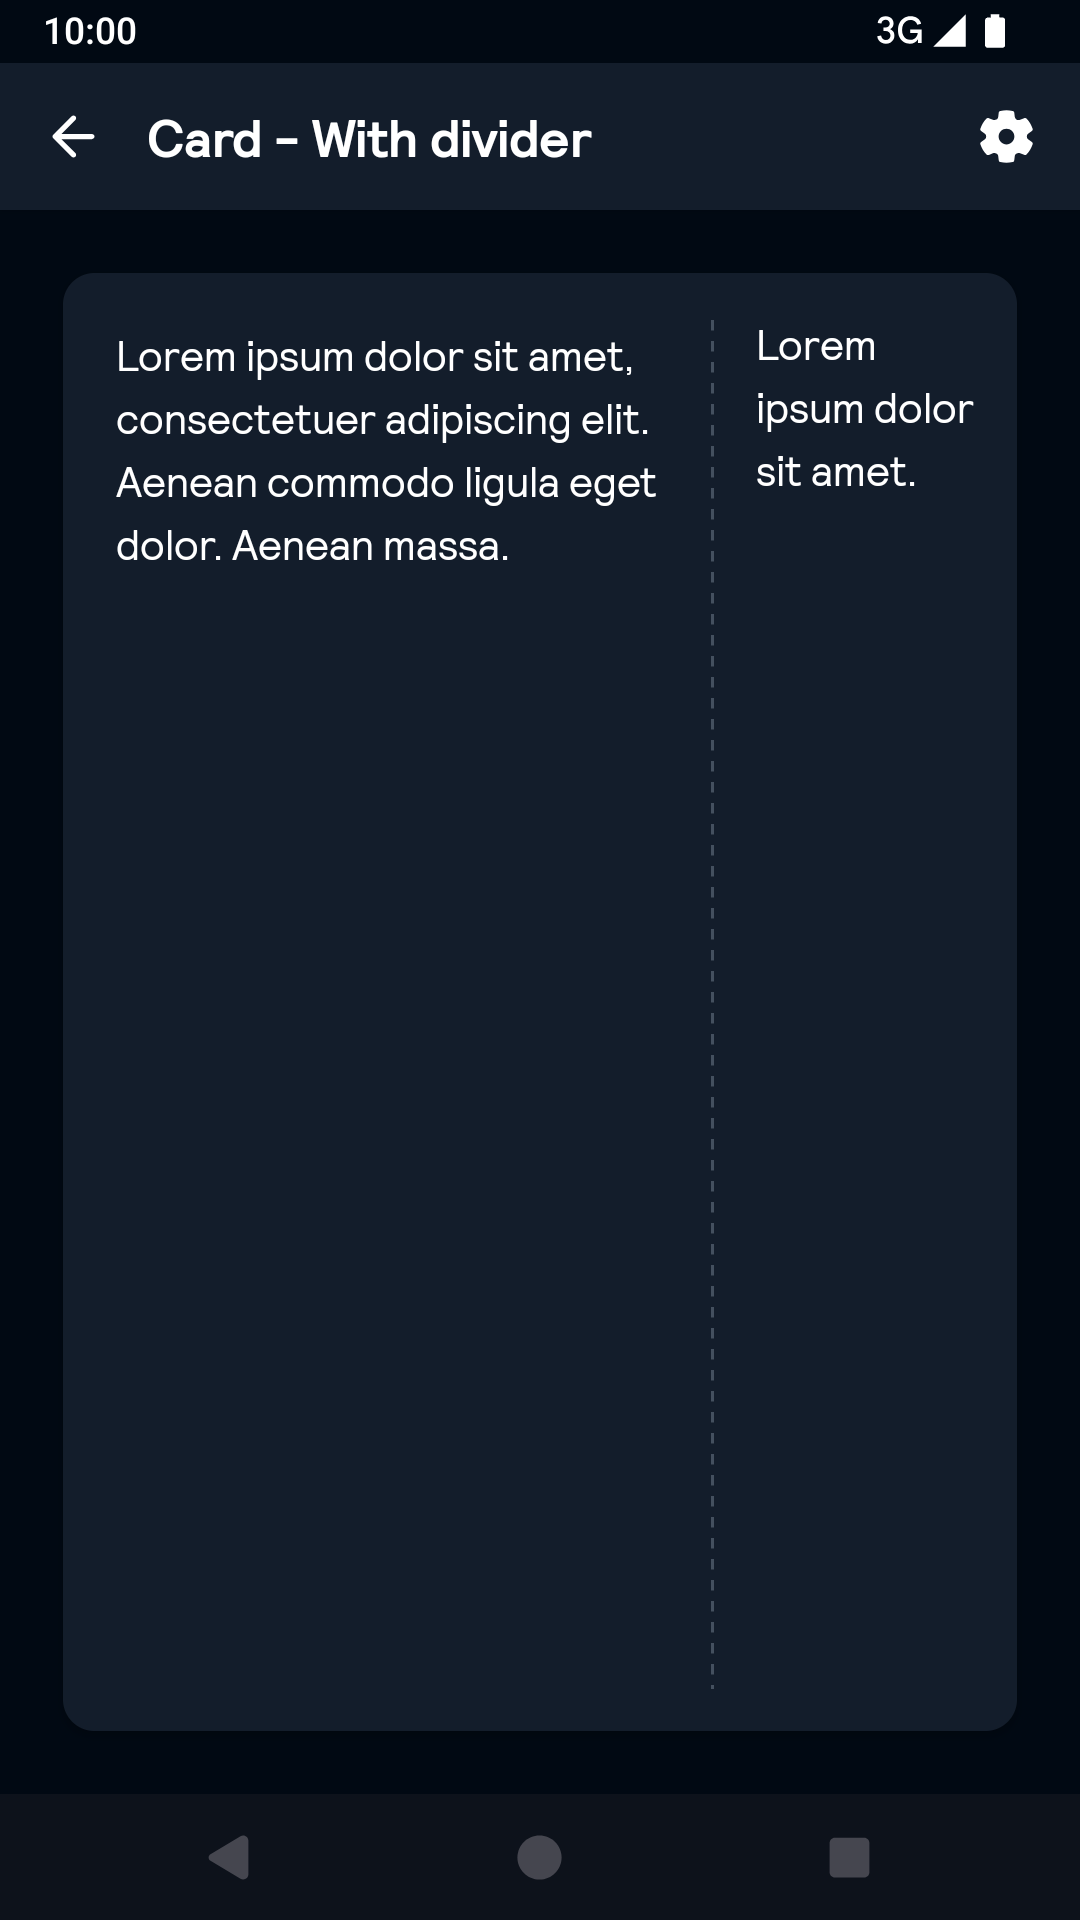 10:00
3G
Card - With divider
Lorem ipsum dolor sit amet,
consectetuer adipiscing elit.
Aenean commodo ligula eget
dolor. Aenean massa.
Lorem
ipsum dolor
sit amet.